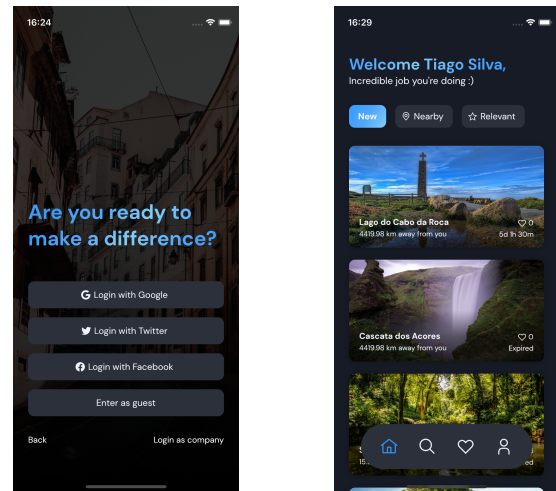 16:24
Are you ready to
make a difference?
Login with Google
Login with Twitter
Login with Facebook
Enter as guest
Back Login as company
16:29
Welcome Tiago Silva,
Incredible job you're doing :)
New Nearby Relevant
Lago do Cabo da Roca 0
4419.98 km away from you 5d 1h 30m
Cascata dos Acores 0
4419.98 km away from you Expired